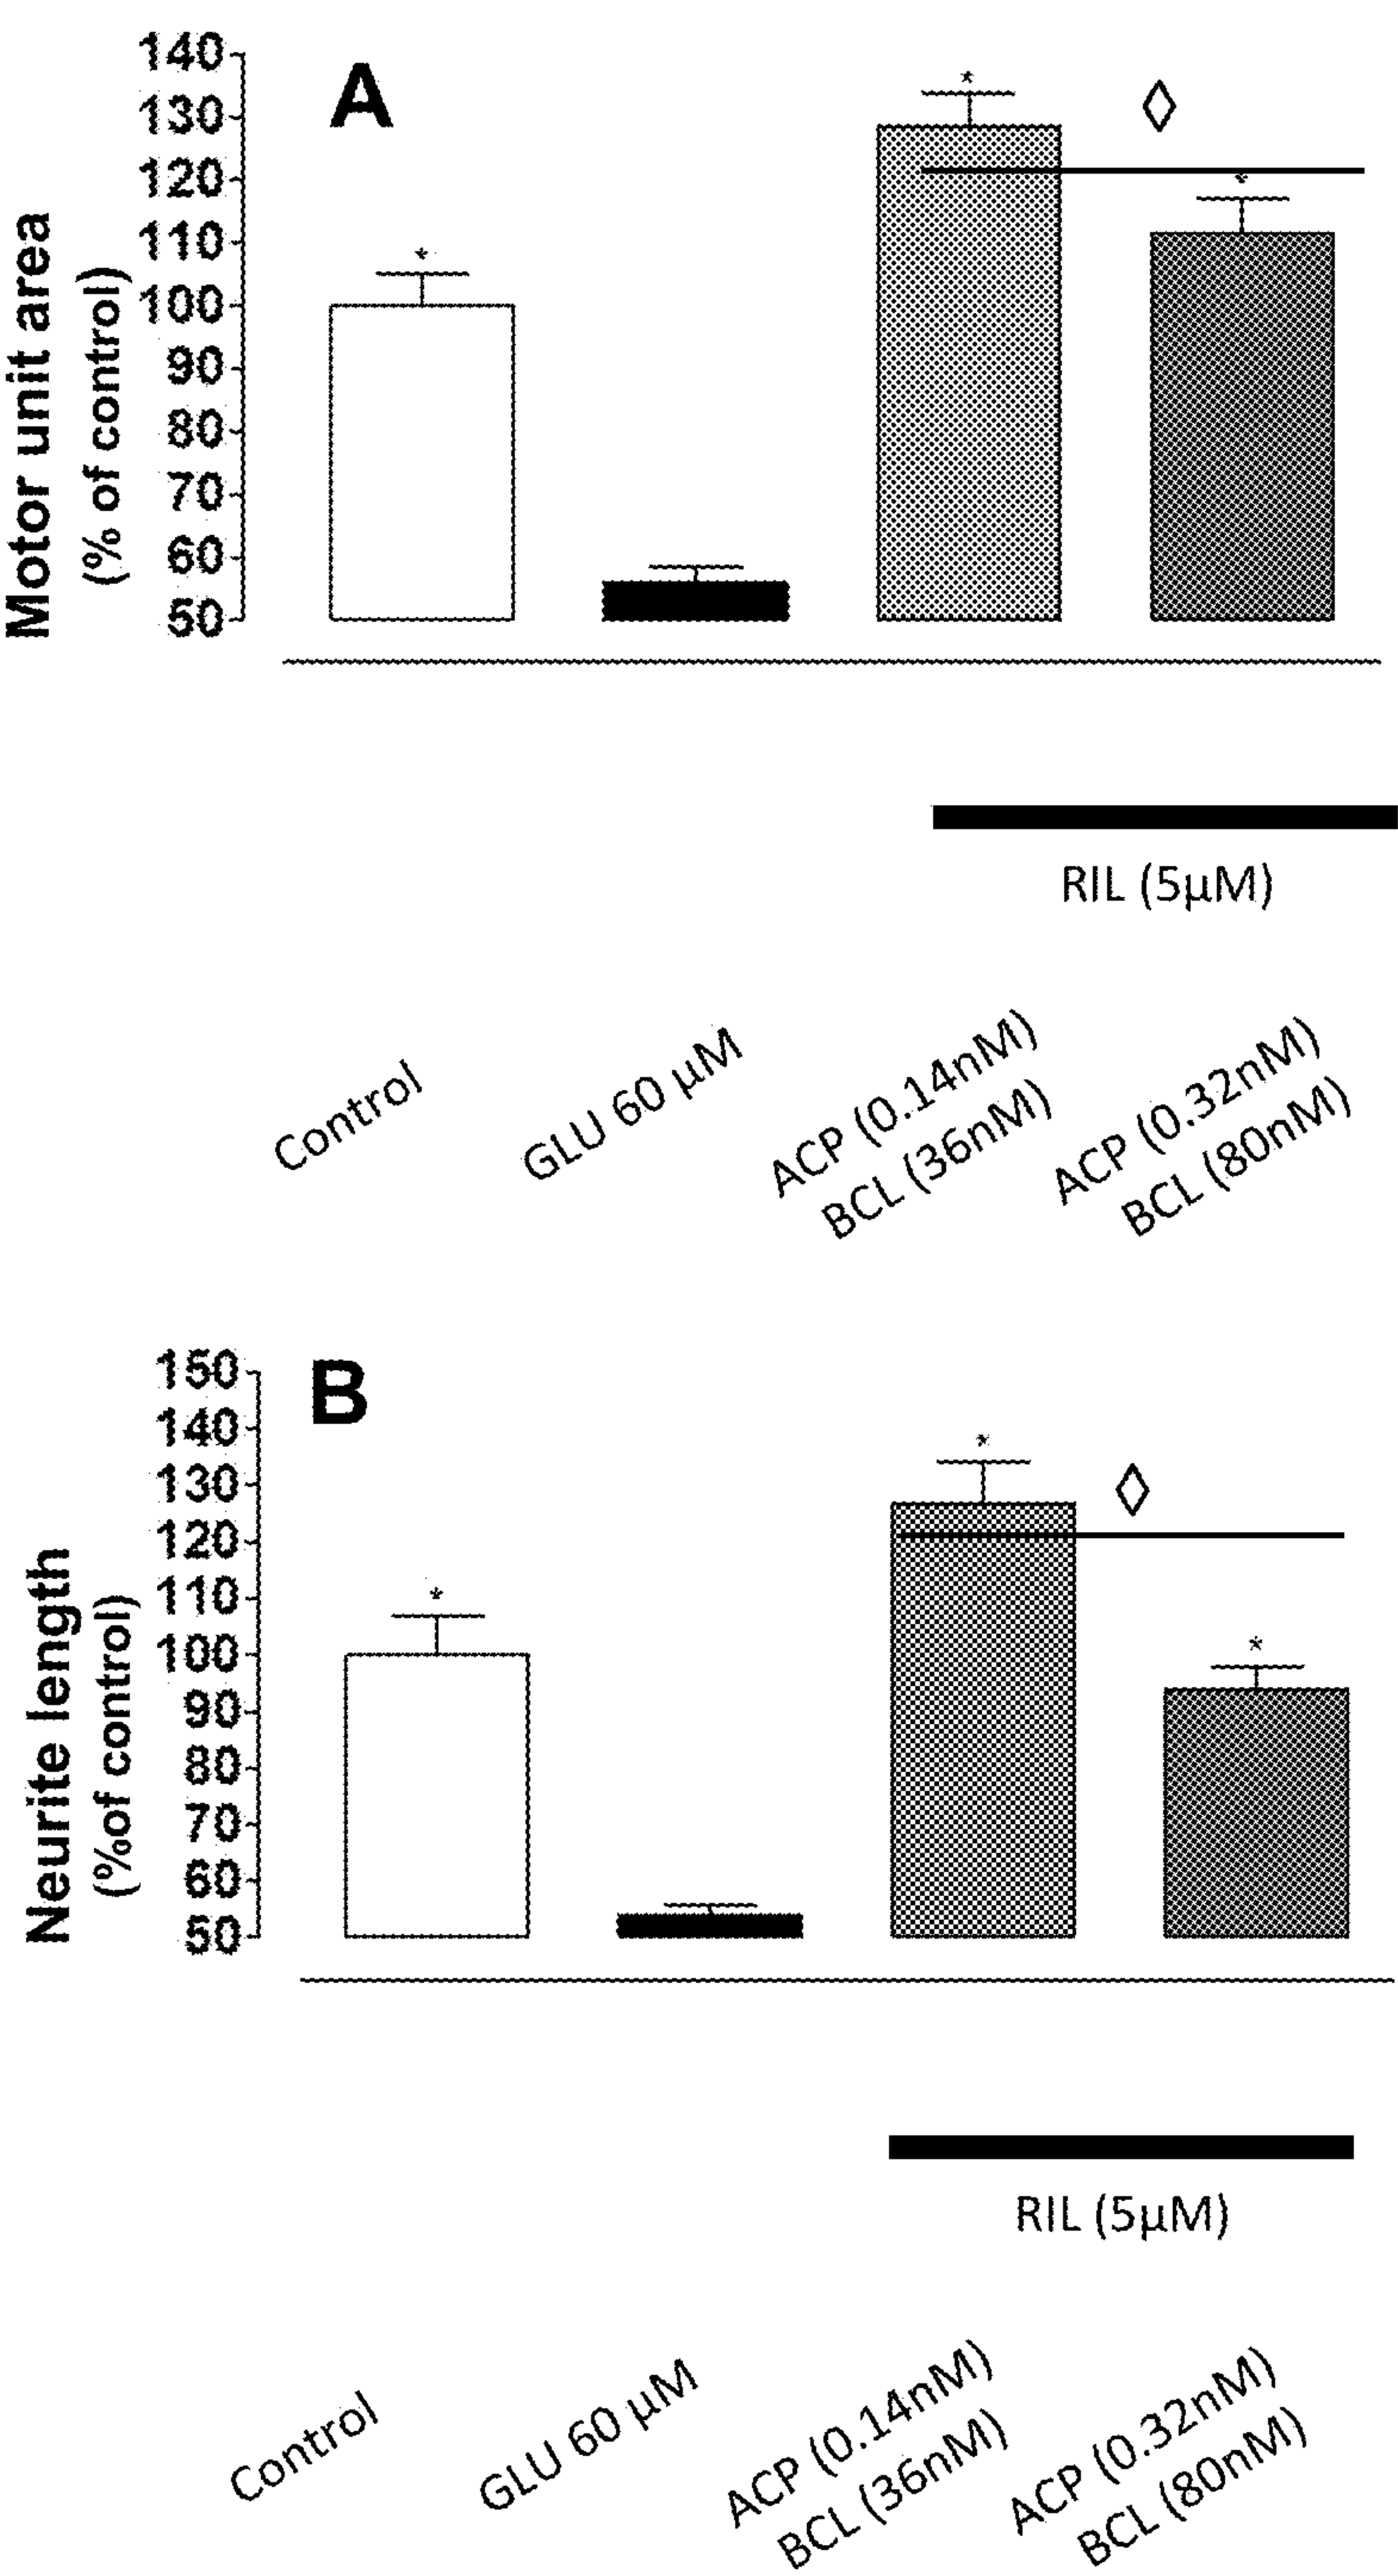 A
140
130
120
110
100
90
80
70
60
50
Motor unit area
(% of control)
*
*
*
◊
RIL (5µM)
Control
GLU 60 µM
ACP (0.14nM)
BCL (36nM)
ACP (0.32nM)
BCL (80nM)
B
150
140
130
120
110
100
90
80
70
60
50
Neurite length
(%of control)
*
*
*
◊
RIL (5µM)
Control
GLU 60 µM
ACP (0.14nM)
BCL (36nM)
ACP (0.32nM)
BCL (80nM)